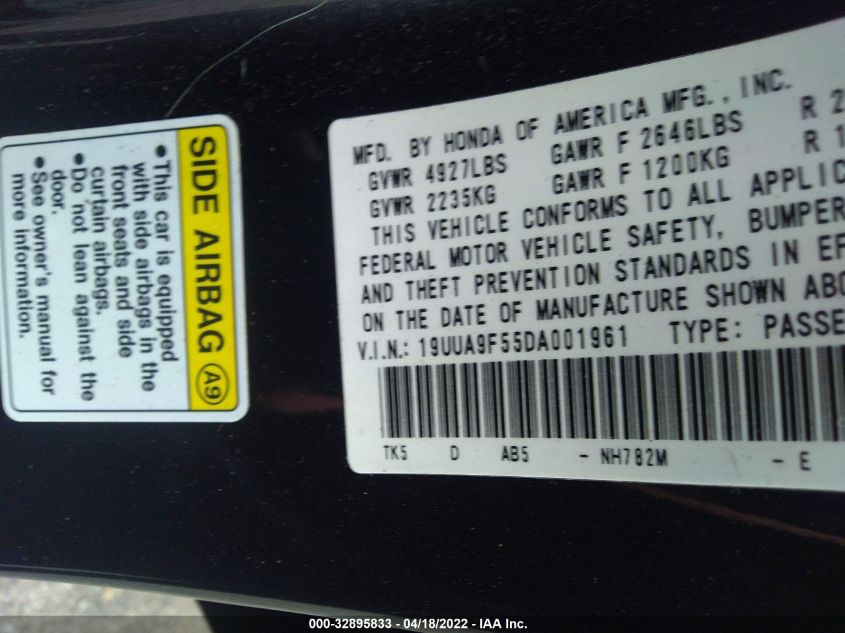 SIDE AIRBAG A9
•This car is equipped
with side airbags in the
front seats and side
curtain airbags.
•Do not lean against the
door.
•See owner's manual for
more information.
MFD. BY HONDA OF AMERICA MFG., INC.
GVWR 4927LBS GAWR F 2646LBS R 2
GVWR 2235KG GAWR F 1200KG R 1
THIS VEHICLE CONFORMS TO ALL APPLIC
FEDERAL MOTOR VEHICLE SAFETY, BUMPER
AND THEFT PREVENTION STANDARDS IN EF
ON THE DATE OF MANUFACTURE SHOWN ABO
V.I.N.: 19UUA9F55DA001961 TYPE: PASSE
TK5 D AB5 - NH782M - E
000-32895833 - 04/18/2022 - IAA Inc.